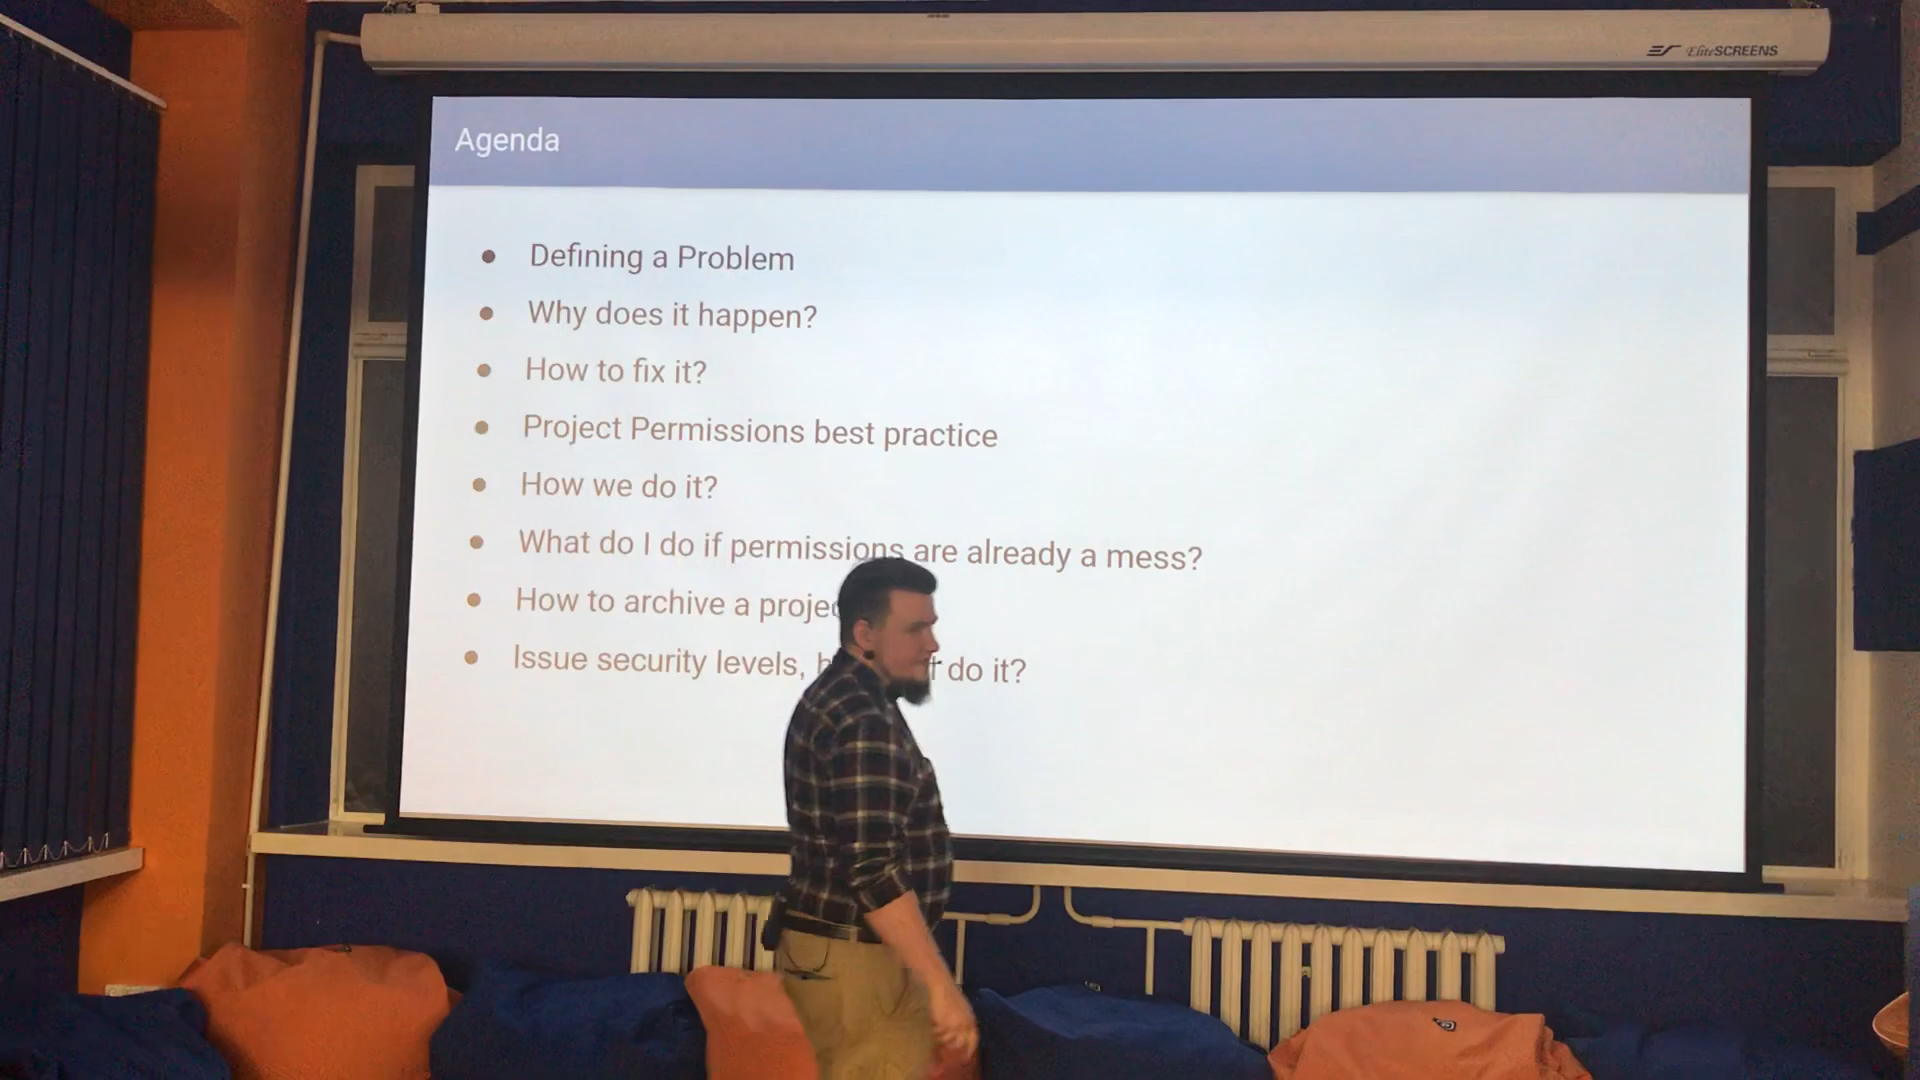 EliteSCREENS
Agenda
• Defining a Problem
• Why does it happen?
• How to fix it?
• Project Permissions best practice
• How we do it?
• What do I do if permissions are already a mess?
• How to archive a projec
• Issue security levels, do it?